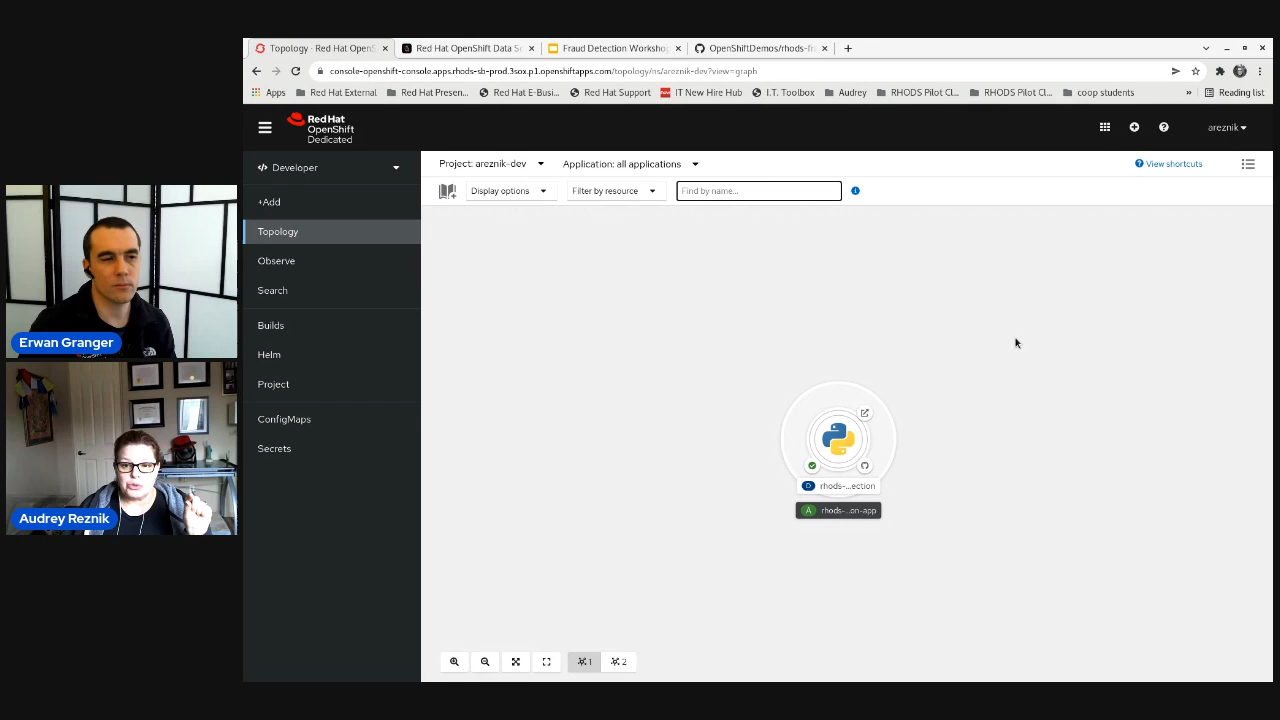 Topology · Red Hat OpenS
Red Hat OpenShift Data Sc
Fraud Detection Workshop
OpenShiftDemos/rhods-fr
console-openshift-console.apps.rhods-sb-prod.3sox.p1.openshiftapps.com/topology/ns/areznik-dev?view=graph
Apps
Red Hat External
Red Hat Presen...
Red Hat E-Busi...
Red Hat Support
IT New Hire Hub
I.T. Toolbox
Audrey
RHODS Pilot Cl...
RHODS Pilot Cl...
coop students
»
Reading list
Red Hat
OpenShift
Dedicated
areznik
Developer
Project: areznik-dev
Application: all applications
View shortcuts
Display options
Filter by resource
Find by name...
+Add
Topology
Observe
Search
Builds
Helm
Project
ConfigMaps
Secrets
Erwan Granger
Audrey Reznik
D rhods-...ection
A rhods-...on-app
1
2